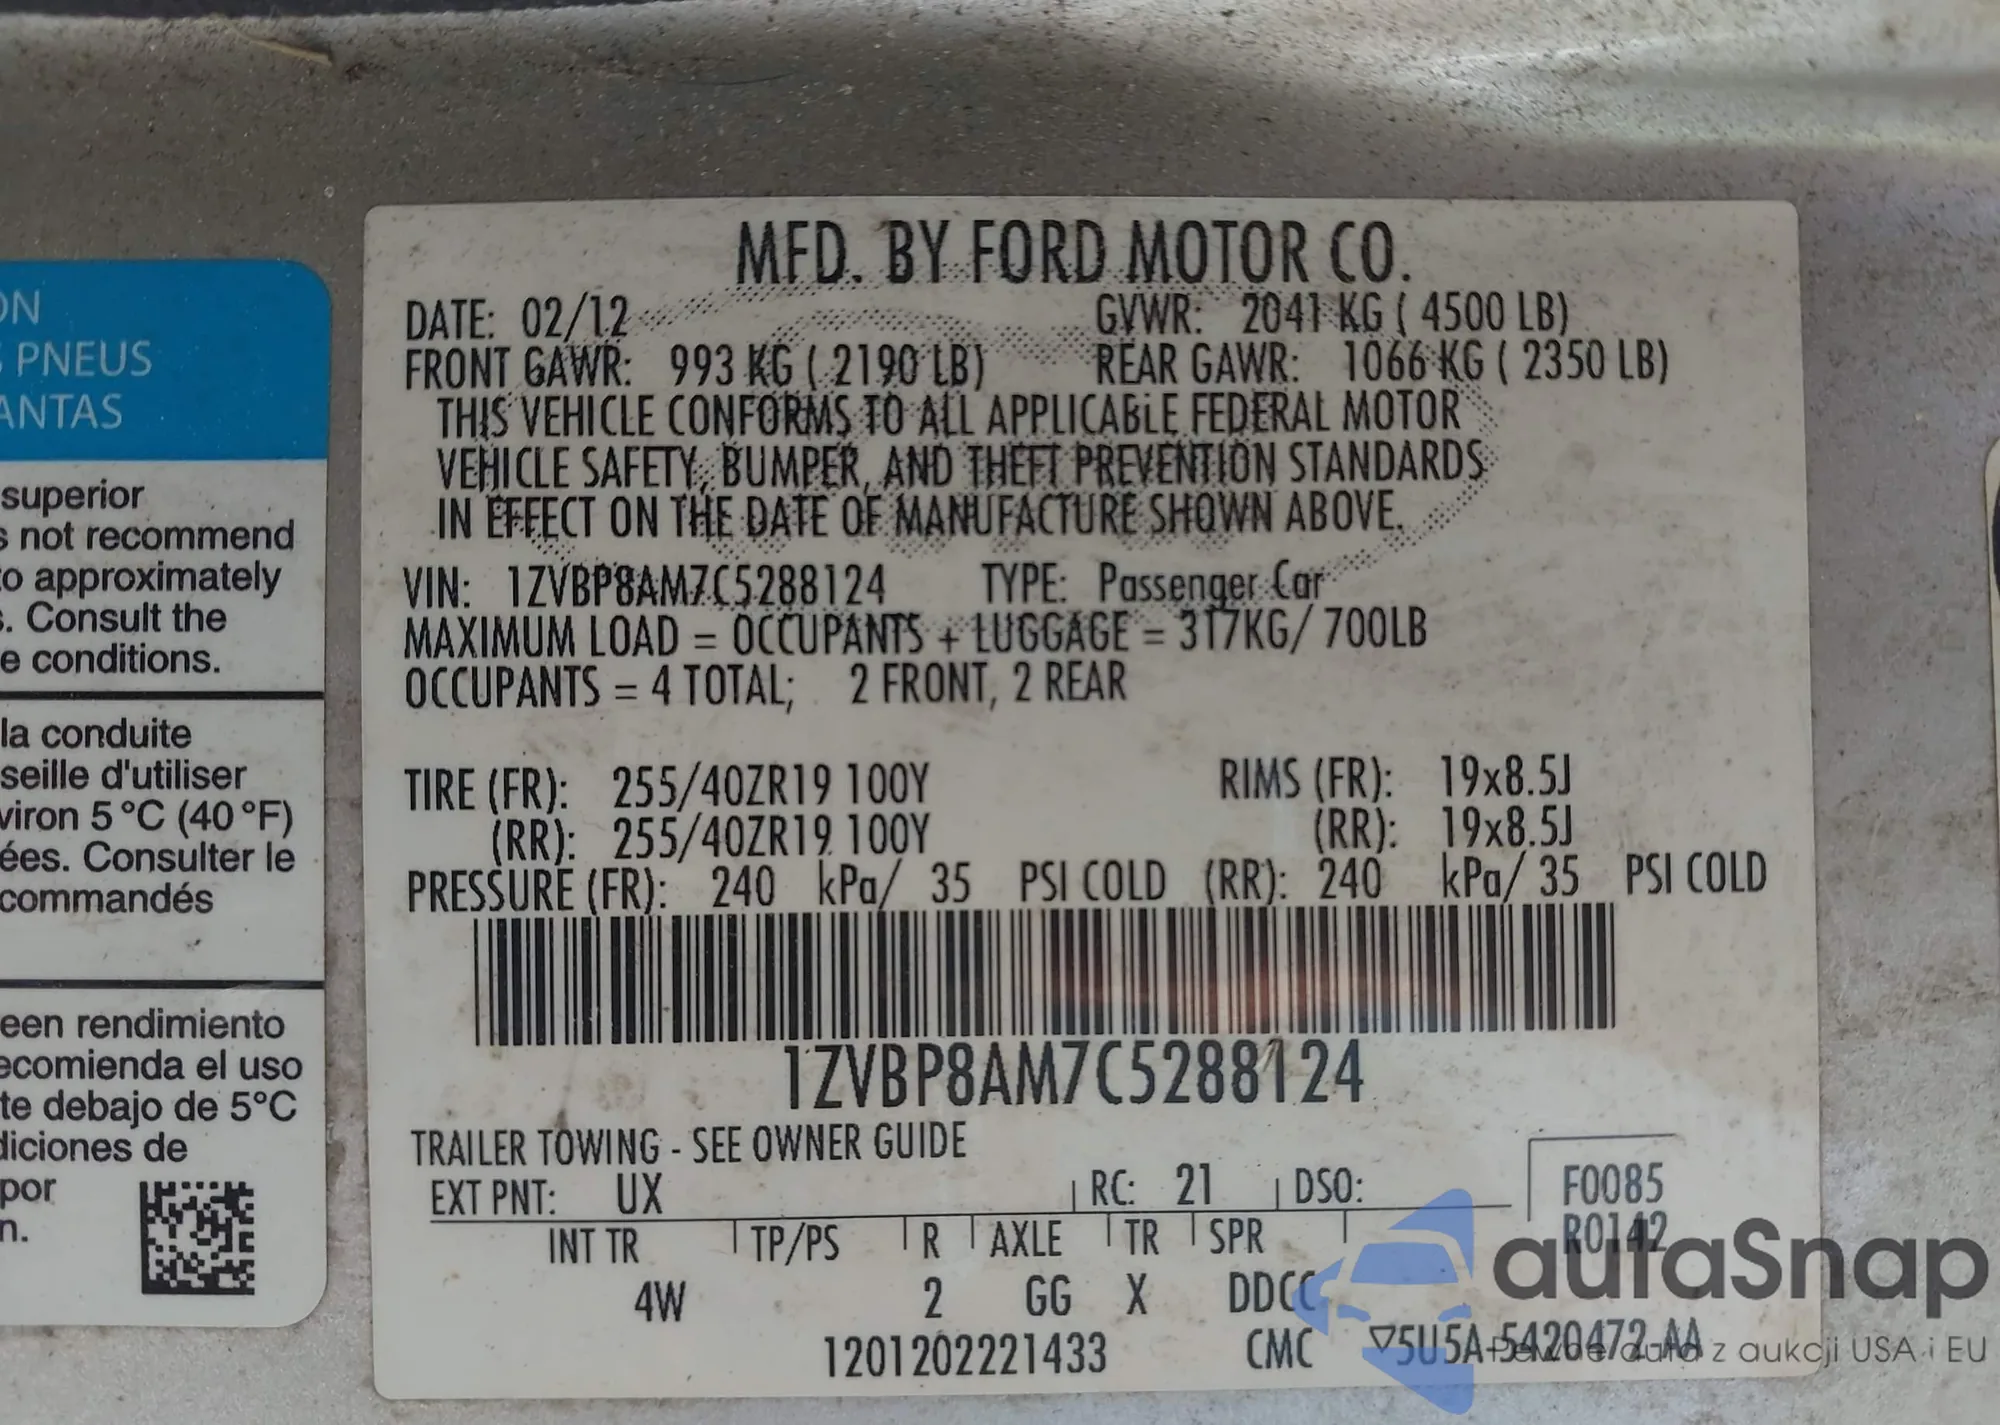 ON
S PNEUS
ANTAS
superior
s not recommend
to approximately
s. Consult the
e conditions.
la conduite
seille d'utiliser
viron 5 °C (40 °F)
ées. Consulter le
commandés
een rendimiento
ecomienda el uso
te debajo de 5°C
diciones de
por
n.
MFD. BY FORD MOTOR CO.
DATE: 02/12 GVWR: 2041 KG ( 4500 LB)
FRONT GAWR: 993 KG ( 2190 LB) REAR GAWR: 1066 KG ( 2350 LB)
THIS VEHICLE CONFORMS TO ALL APPLICABLE FEDERAL MOTOR
VEHICLE SAFETY, BUMPER, AND THEFT PREVENTION STANDARDS
IN EFFECT ON THE DATE OF MANUFACTURE SHOWN ABOVE.
VIN: 1ZVBP8AM7C5288124 TYPE: Passenger Car
MAXIMUM LOAD = OCCUPANTS + LUGGAGE = 317KG/ 700LB
OCCUPANTS = 4 TOTAL; 2 FRONT, 2 REAR
TIRE (FR): 255/40ZR19 100Y RIMS (FR): 19x8.5J
(RR): 255/40ZR19 100Y (RR): 19x8.5J
PRESSURE (FR): 240 kPa/ 35 PSI COLD (RR): 240 kPa/ 35 PSI COLD
1ZVBP8AM7C5288124
TRAILER TOWING - SEE OWNER GUIDE
EXT PNT: UX RC: 21 DSO: F0085
INT TR TP/PS R AXLE TR SPR R0142
4W 2 GG X DDCC
1201202221433 CMC ▽5U5A-5420472-AA
autaSnap
Pewne auta z aukcji USA i EU